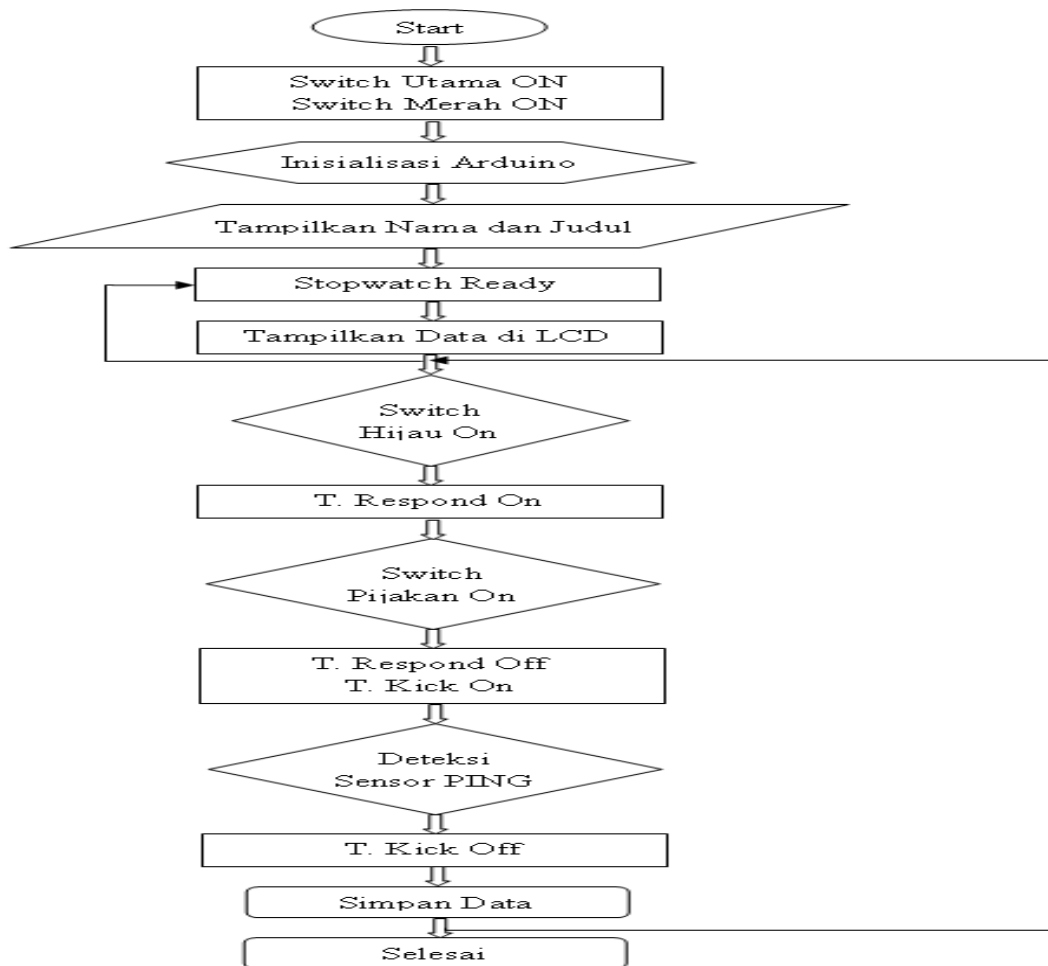 Start
Switch Utama ON
Switch Merah ON
Inisialisasi Arduino
Tampilkan Nama dan Judul
Stopwatch Ready
Tampilkan Data di LCD
Switch
Hijau On
T. Respond On
Switch
Pijakan On
T. Respond Off
T. Kick On
Deteksi
Sensor PING
T. Kick Off
Simpan Data
Selesai